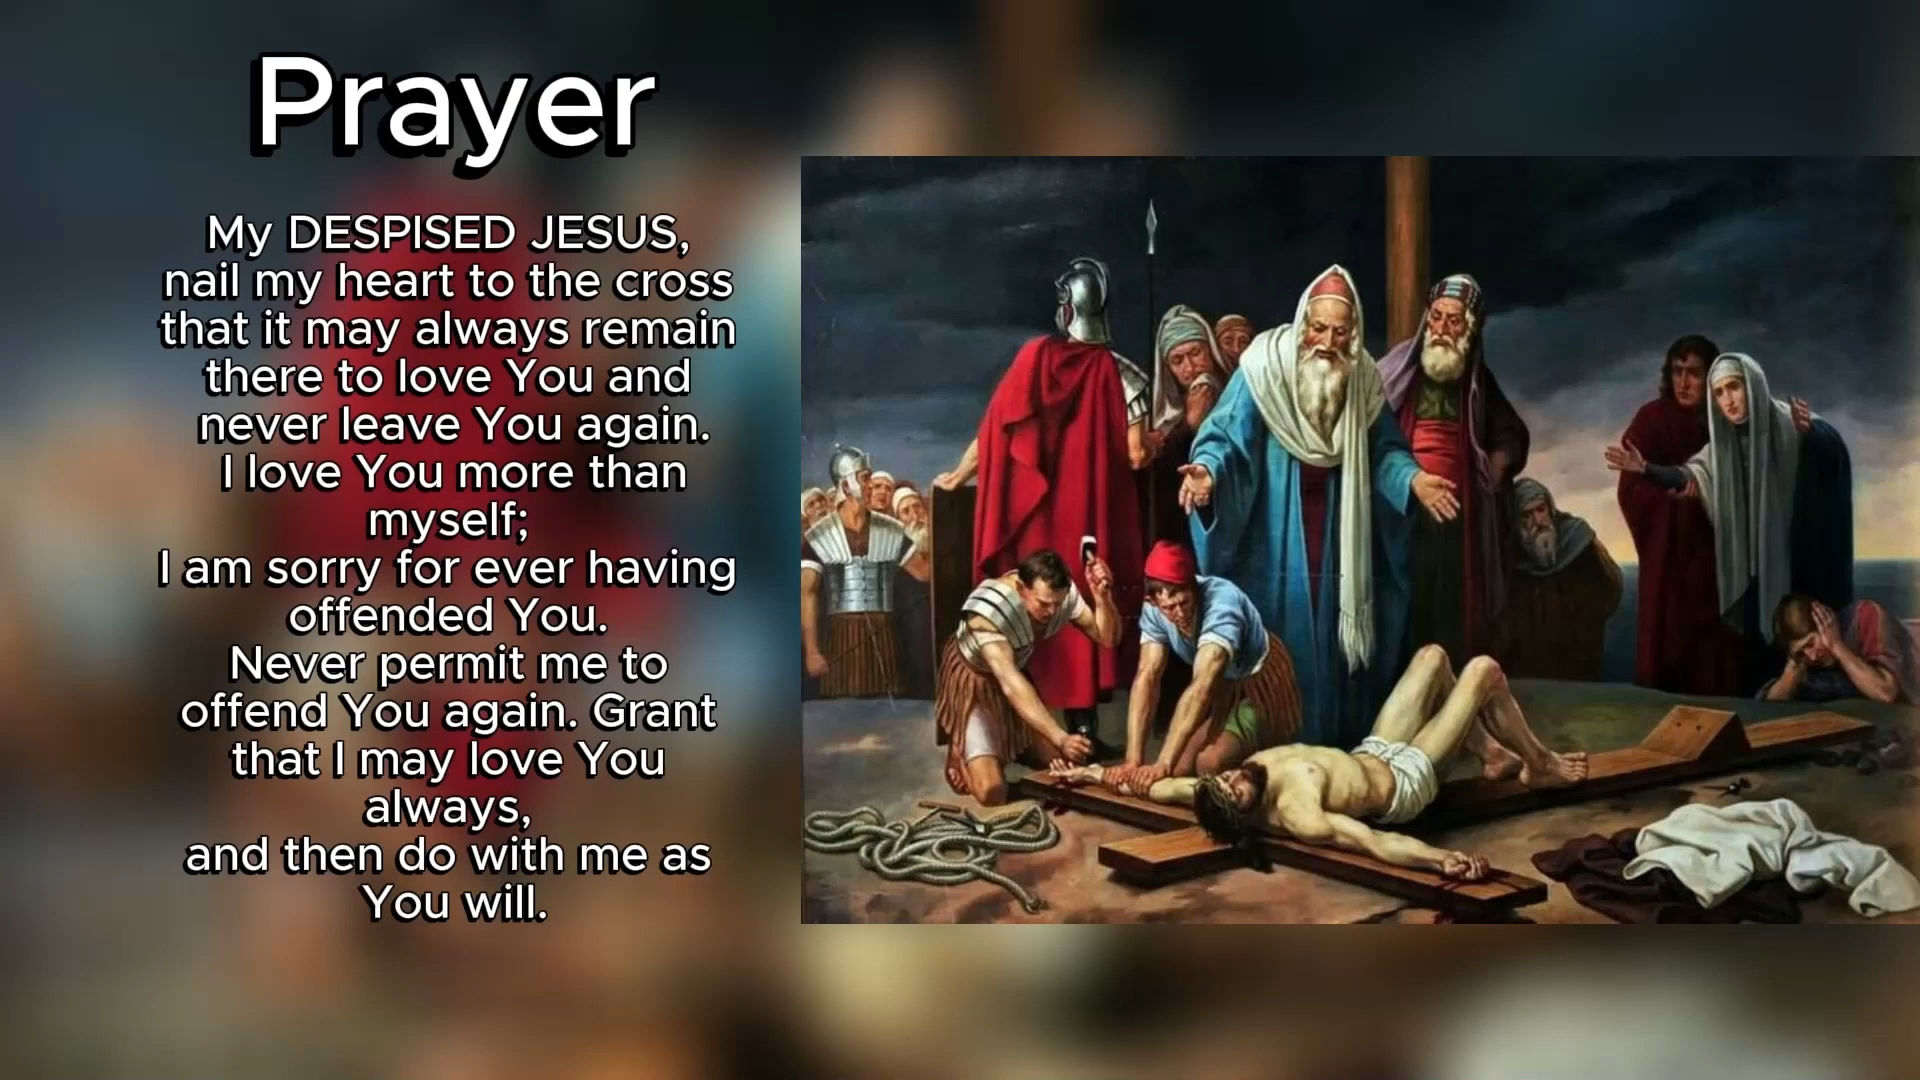 Prayer
My DESPISED JESUS,
nail my heart to the cross
that it may always remain
there to love You and
never leave You again.
I love You more than
myself;
I am sorry for ever having
offended You.
Never permit me to
offend You again. Grant
that I may love You
always,
and then do with me as
You will.